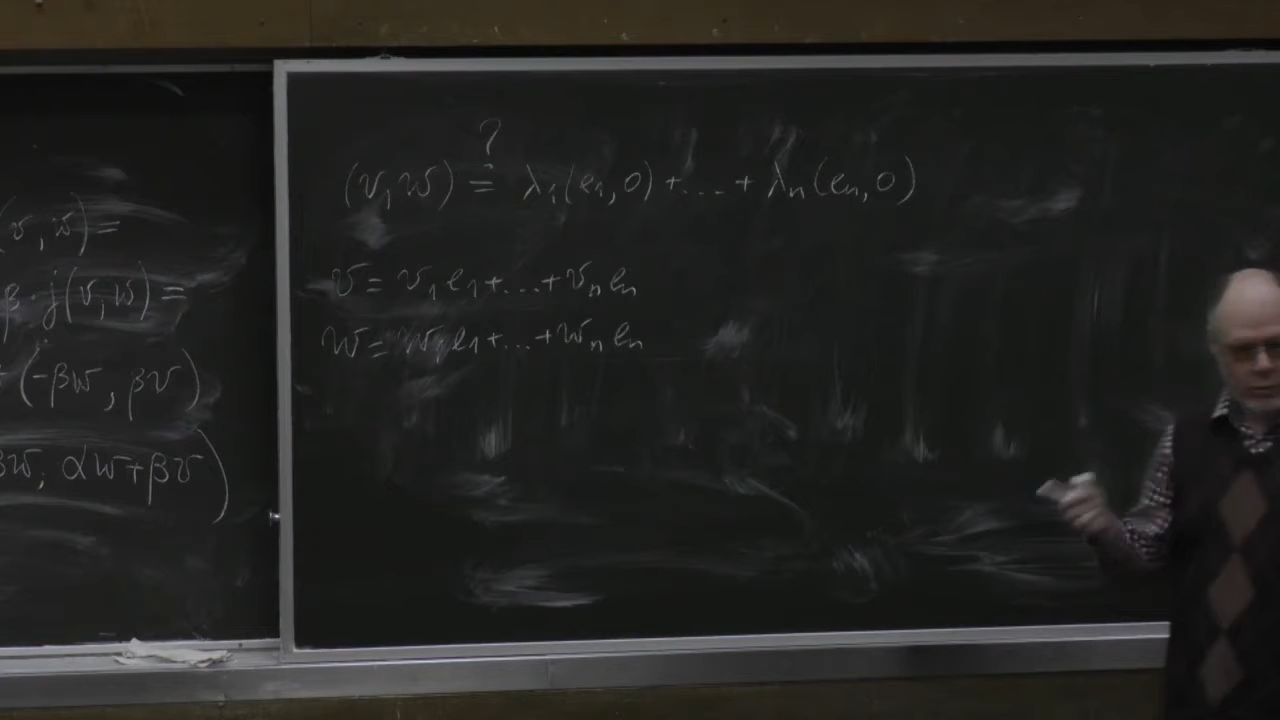 (v, w) =
β · j(v, w) =
+ (-βw, βv)
βw, αw+βv)
?
(v, w) = λ₁(e₁, 0) + ... + λₙ(eₙ, 0)
v = v₁e₁ + ... + vₙeₙ
w = w₁e₁ + ... + wₙeₙ